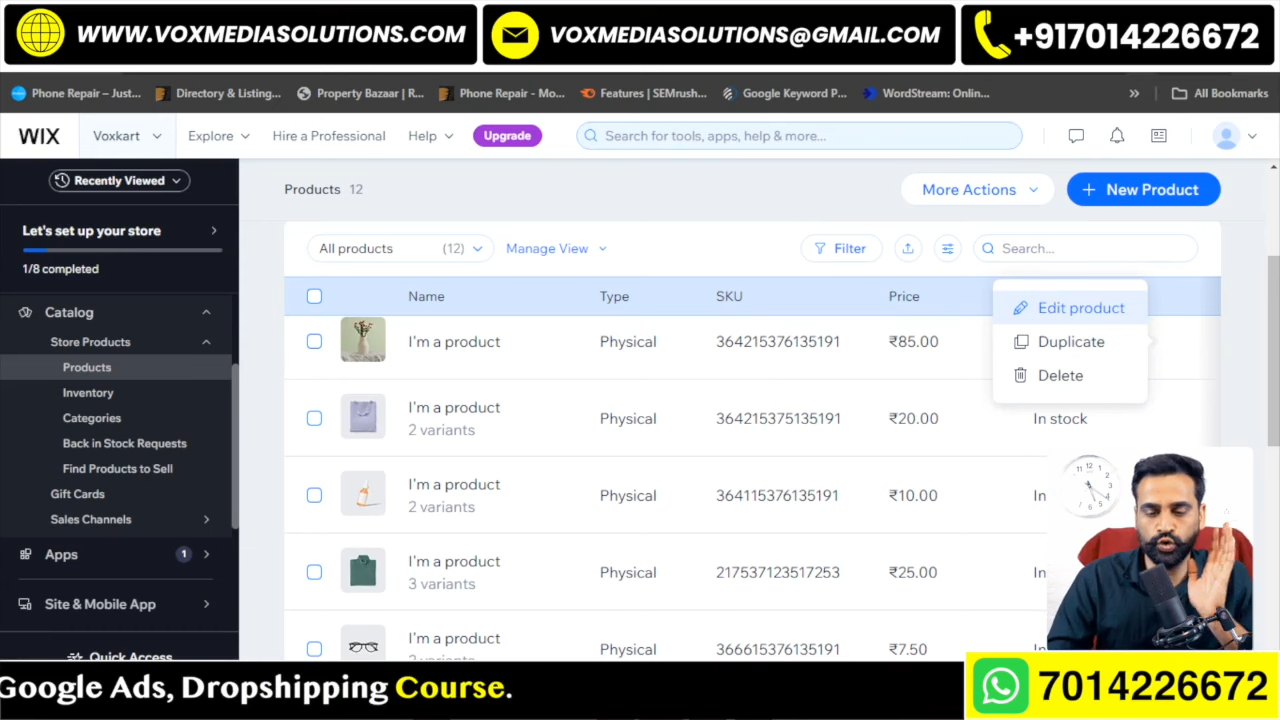 WWW.VOXMEDIASOLUTIONS.COM
VOXMEDIASOLUTIONS@GMAIL.COM
+917014226672
Phone Repair – Just...
Directory & Listing...
Property Bazaar | R...
Phone Repair - Mo...
Features | SEMrush...
Google Keyword P...
WordStream: Onlin...
»
All Bookmarks
WIX
Voxkart
Explore
Hire a Professional
Help
Upgrade
Search for tools, apps, help & more...
Recently Viewed
Let's set up your store
1/8 completed
Catalog
Store Products
Products
Inventory
Categories
Back in Stock Requests
Find Products to Sell
Gift Cards
Sales Channels
Apps 1
Site & Mobile App
Quick Access
Products 12
More Actions
+ New Product
All products (12)
Manage View
Filter
Search...
Name Type SKU Price
I'm a product Physical 364215376135191 ₹85.00
Edit product
Duplicate
Delete
I'm a product
2 variants
Physical 364215375135191 ₹20.00 In stock
I'm a product
2 variants
Physical 364115376135191 ₹10.00 In
I'm a product
3 variants
Physical 217537123517253 ₹25.00 In
I'm a product
Physical 366615376135191 ₹7.50 In
Google Ads, Dropshipping Course.
7014226672